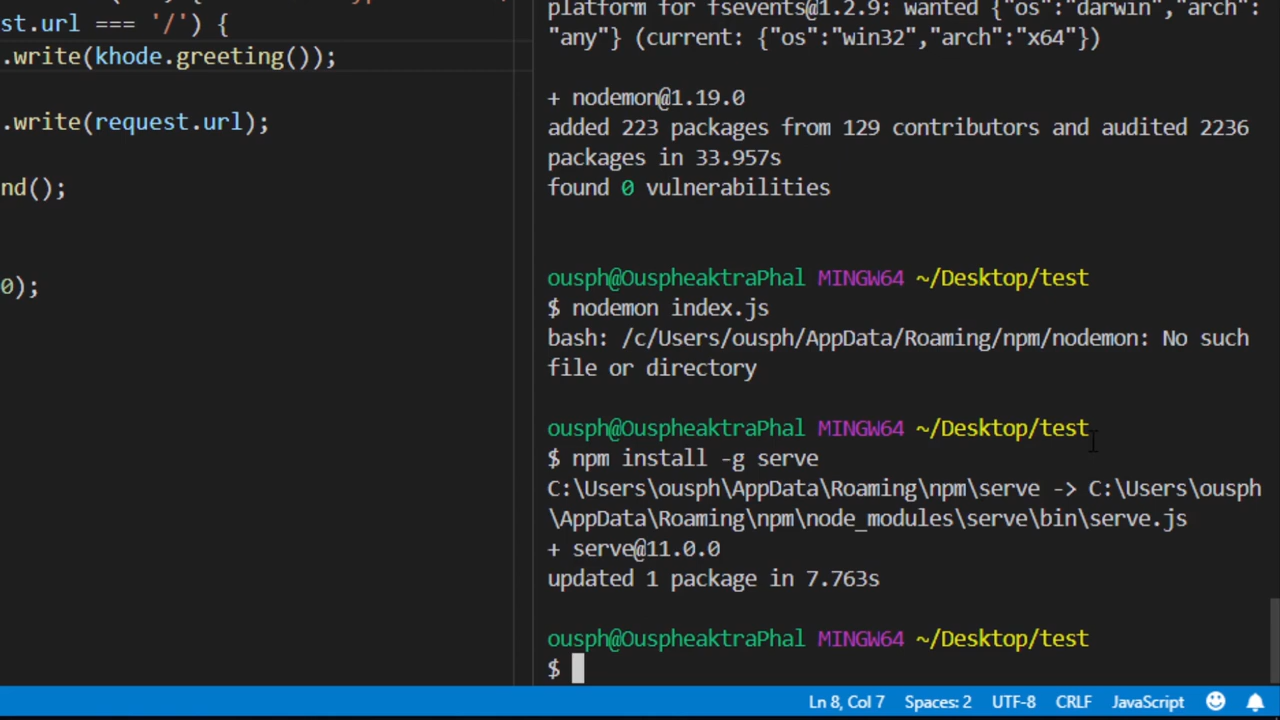 st.url === '/') {
.write(khode.greeting());
.write(request.url);
nd();
0);
platform for fsevents@1.2.9: wanted {"os":"darwin","arch":
"any"} (current: {"os":"win32","arch":"x64"})
+ nodemon@1.19.0
added 223 packages from 129 contributors and audited 2236
packages in 33.957s
found 0 vulnerabilities
ousph@OuspheaktraPhal MINGW64 ~/Desktop/test
$ nodemon index.js
bash: /c/Users/ousph/AppData/Roaming/npm/nodemon: No such
file or directory
ousph@OuspheaktraPhal MINGW64 ~/Desktop/test
$ npm install -g serve
C:\Users\ousph\AppData\Roaming\npm\serve -> C:\Users\ousph
\AppData\Roaming\npm\node_modules\serve\bin\serve.js
+ serve@11.0.0
updated 1 package in 7.763s
ousph@OuspheaktraPhal MINGW64 ~/Desktop/test
$
Ln 8, Col 7 Spaces: 2 UTF-8 CRLF JavaScript